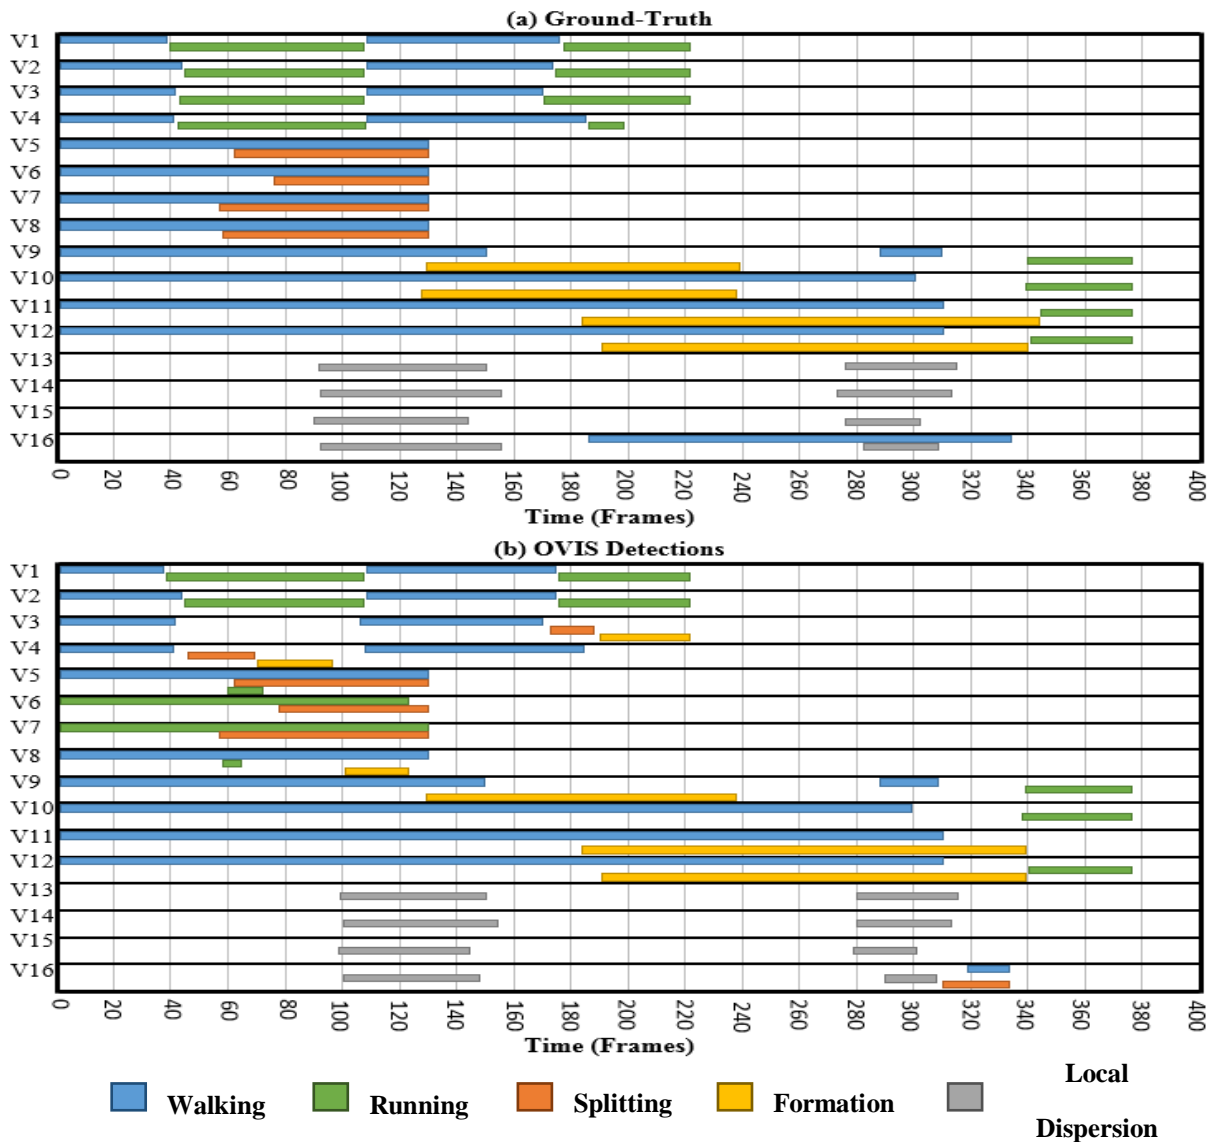 (a) Ground-Truth
V1
V2
V3
V4
V5
V6
V7
V8
V9
V10
V11
V12
V13
V14
V15
V16
0 20 40 60 80 100 120 140 160 180 200 220 240 260 280 300 320 340 360 380 400
Time (Frames)
(b) OVIS Detections
V1
V2
V3
V4
V5
V6
V7
V8
V9
V10
V11
V12
V13
V14
V15
V16
0 20 40 60 80 100 120 140 160 180 200 220 240 260 280 300 320 340 360 380 400
Time (Frames)
Walking Running Splitting Formation Local
Dispersion